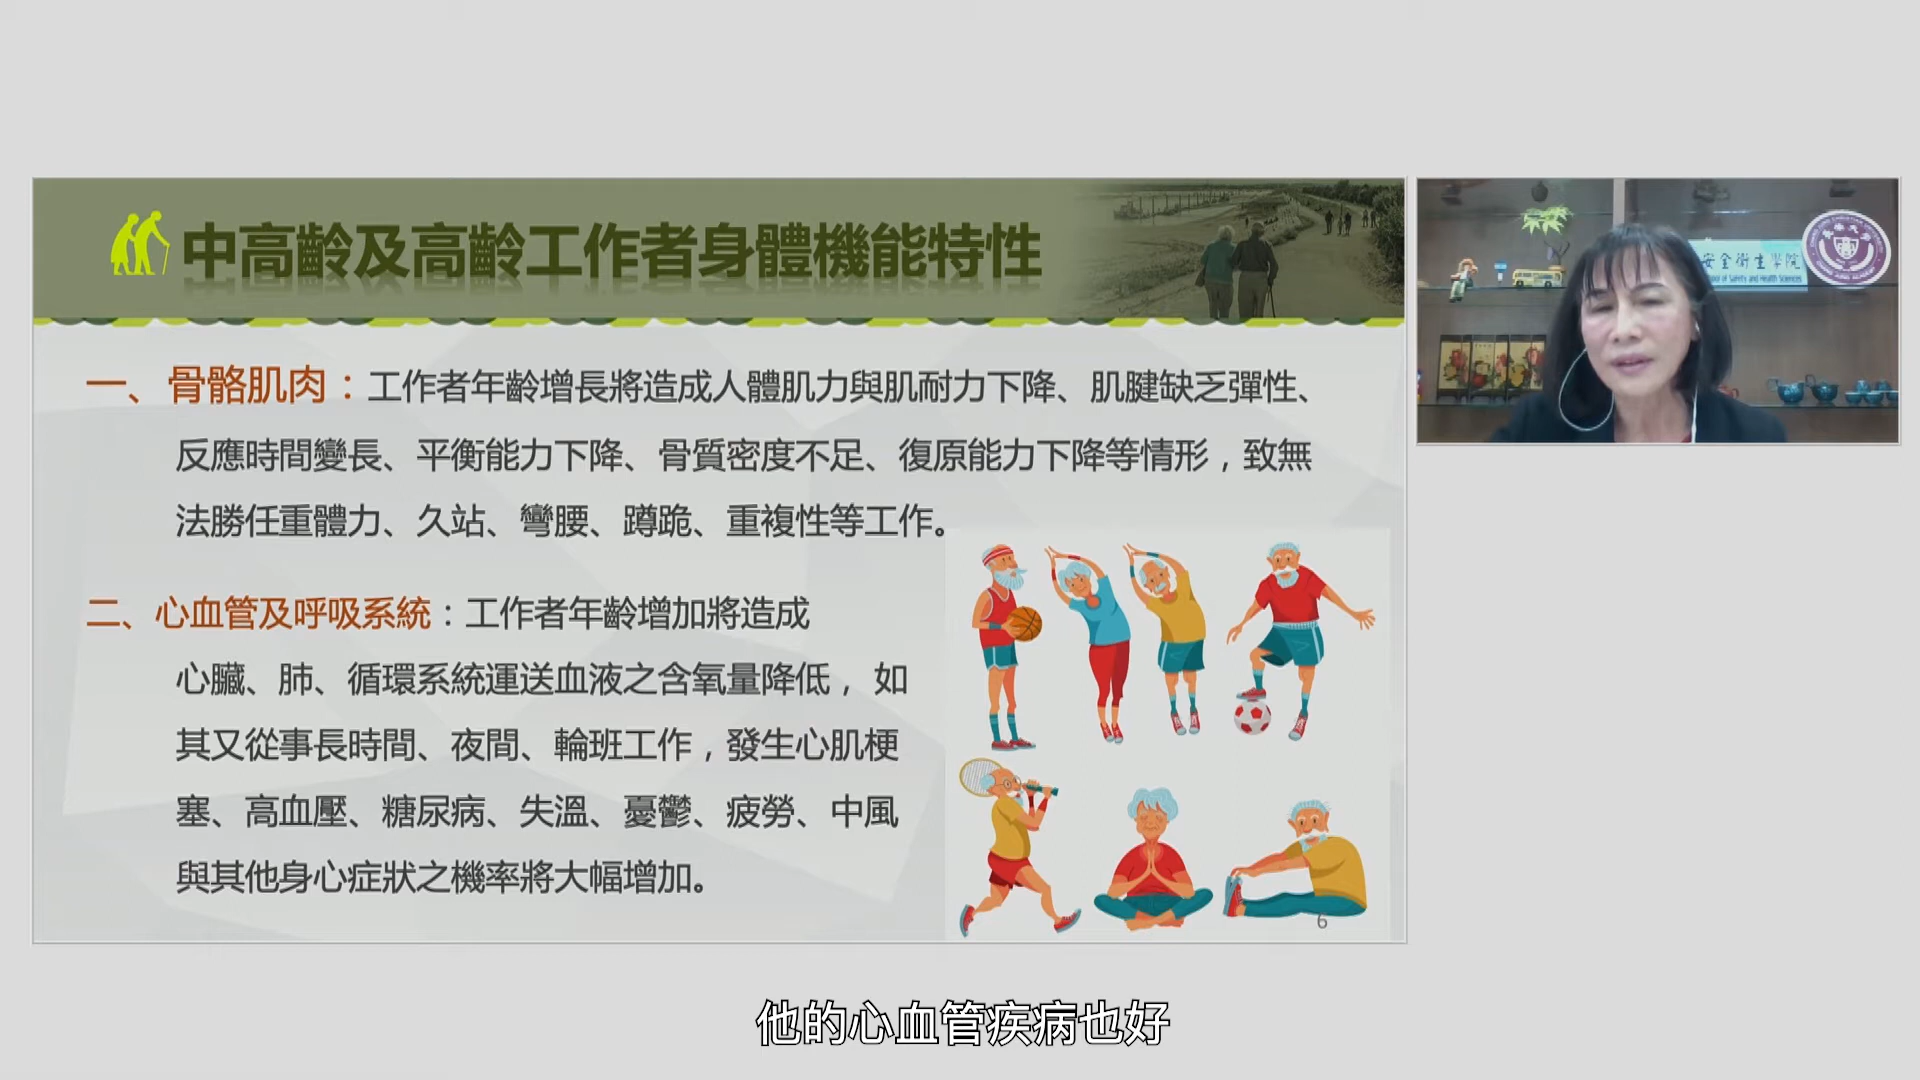 中高齡及高齡工作者身體機能特性
一、骨骼肌肉：工作者年齡增長將造成人體肌力與肌耐力下降、肌腱缺乏彈性、
反應時間變長、平衡能力下降、骨質密度不足、復原能力下降等情形，致無
法勝任重體力、久站、彎腰、蹲跪、重複性等工作。
二、心血管及呼吸系統：工作者年齡增加將造成
心臟、肺、循環系統運送血液之含氧量降低， 如
其又從事長時間、夜間、輪班工作，發生心肌梗
塞、高血壓、糖尿病、失溫、憂鬱、疲勞、中風
與其他身心症狀之機率將大幅增加。
6
安全衛生學院
of Safety and Health Sciences
他的心血管疾病也好